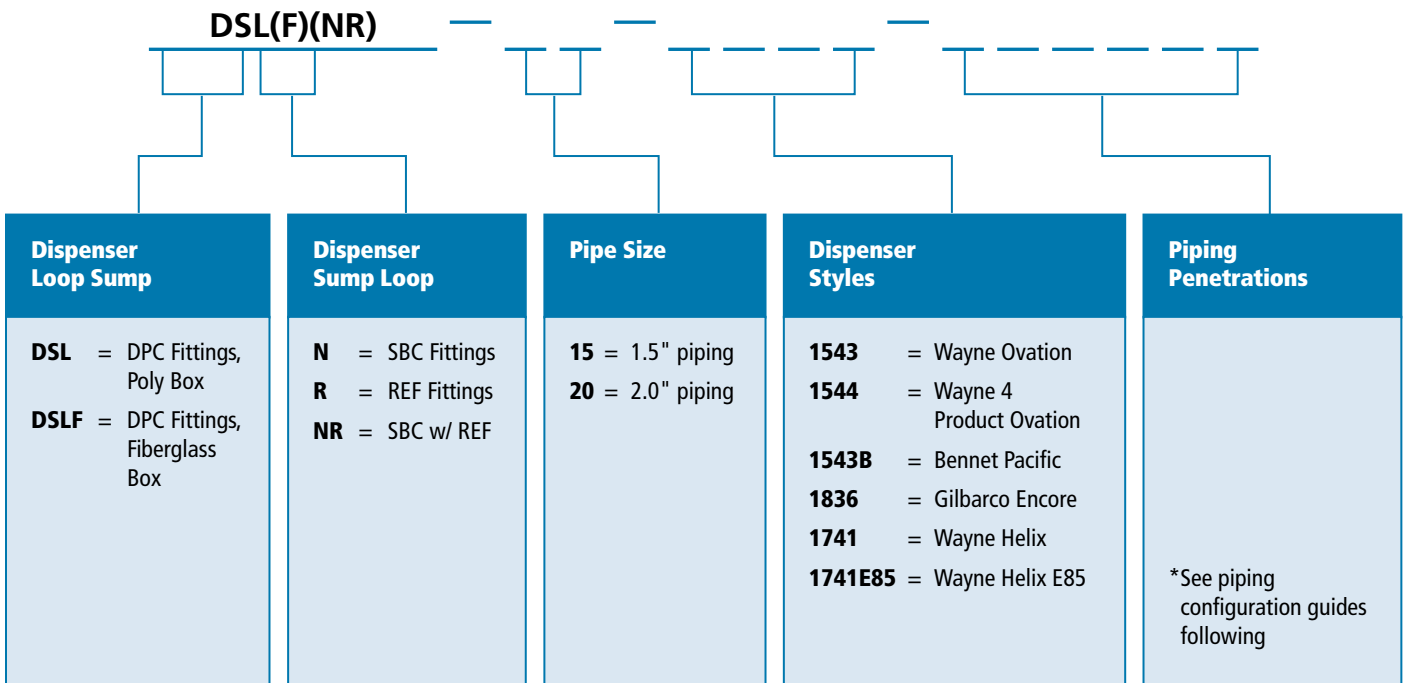 DSL(F)(NR)
Dispenser
Loop Sump
DSL = DPC Fittings,
Poly Box
DSLF = DPC Fittings,
Fiberglass
Box
Dispenser
Sump Loop
N = SBC Fittings
R = REF Fittings
NR = SBC w/ REF
Pipe Size
15 = 1.5" piping
20 = 2.0" piping
Dispenser
Styles
1543 = Wayne Ovation
1544 = Wayne 4
Product Ovation
1543B = Bennet Pacific
1836 = Gilbarco Encore
1741 = Wayne Helix
1741E85 = Wayne Helix E85
Piping
Penetrations
*See piping
configuration guides
following